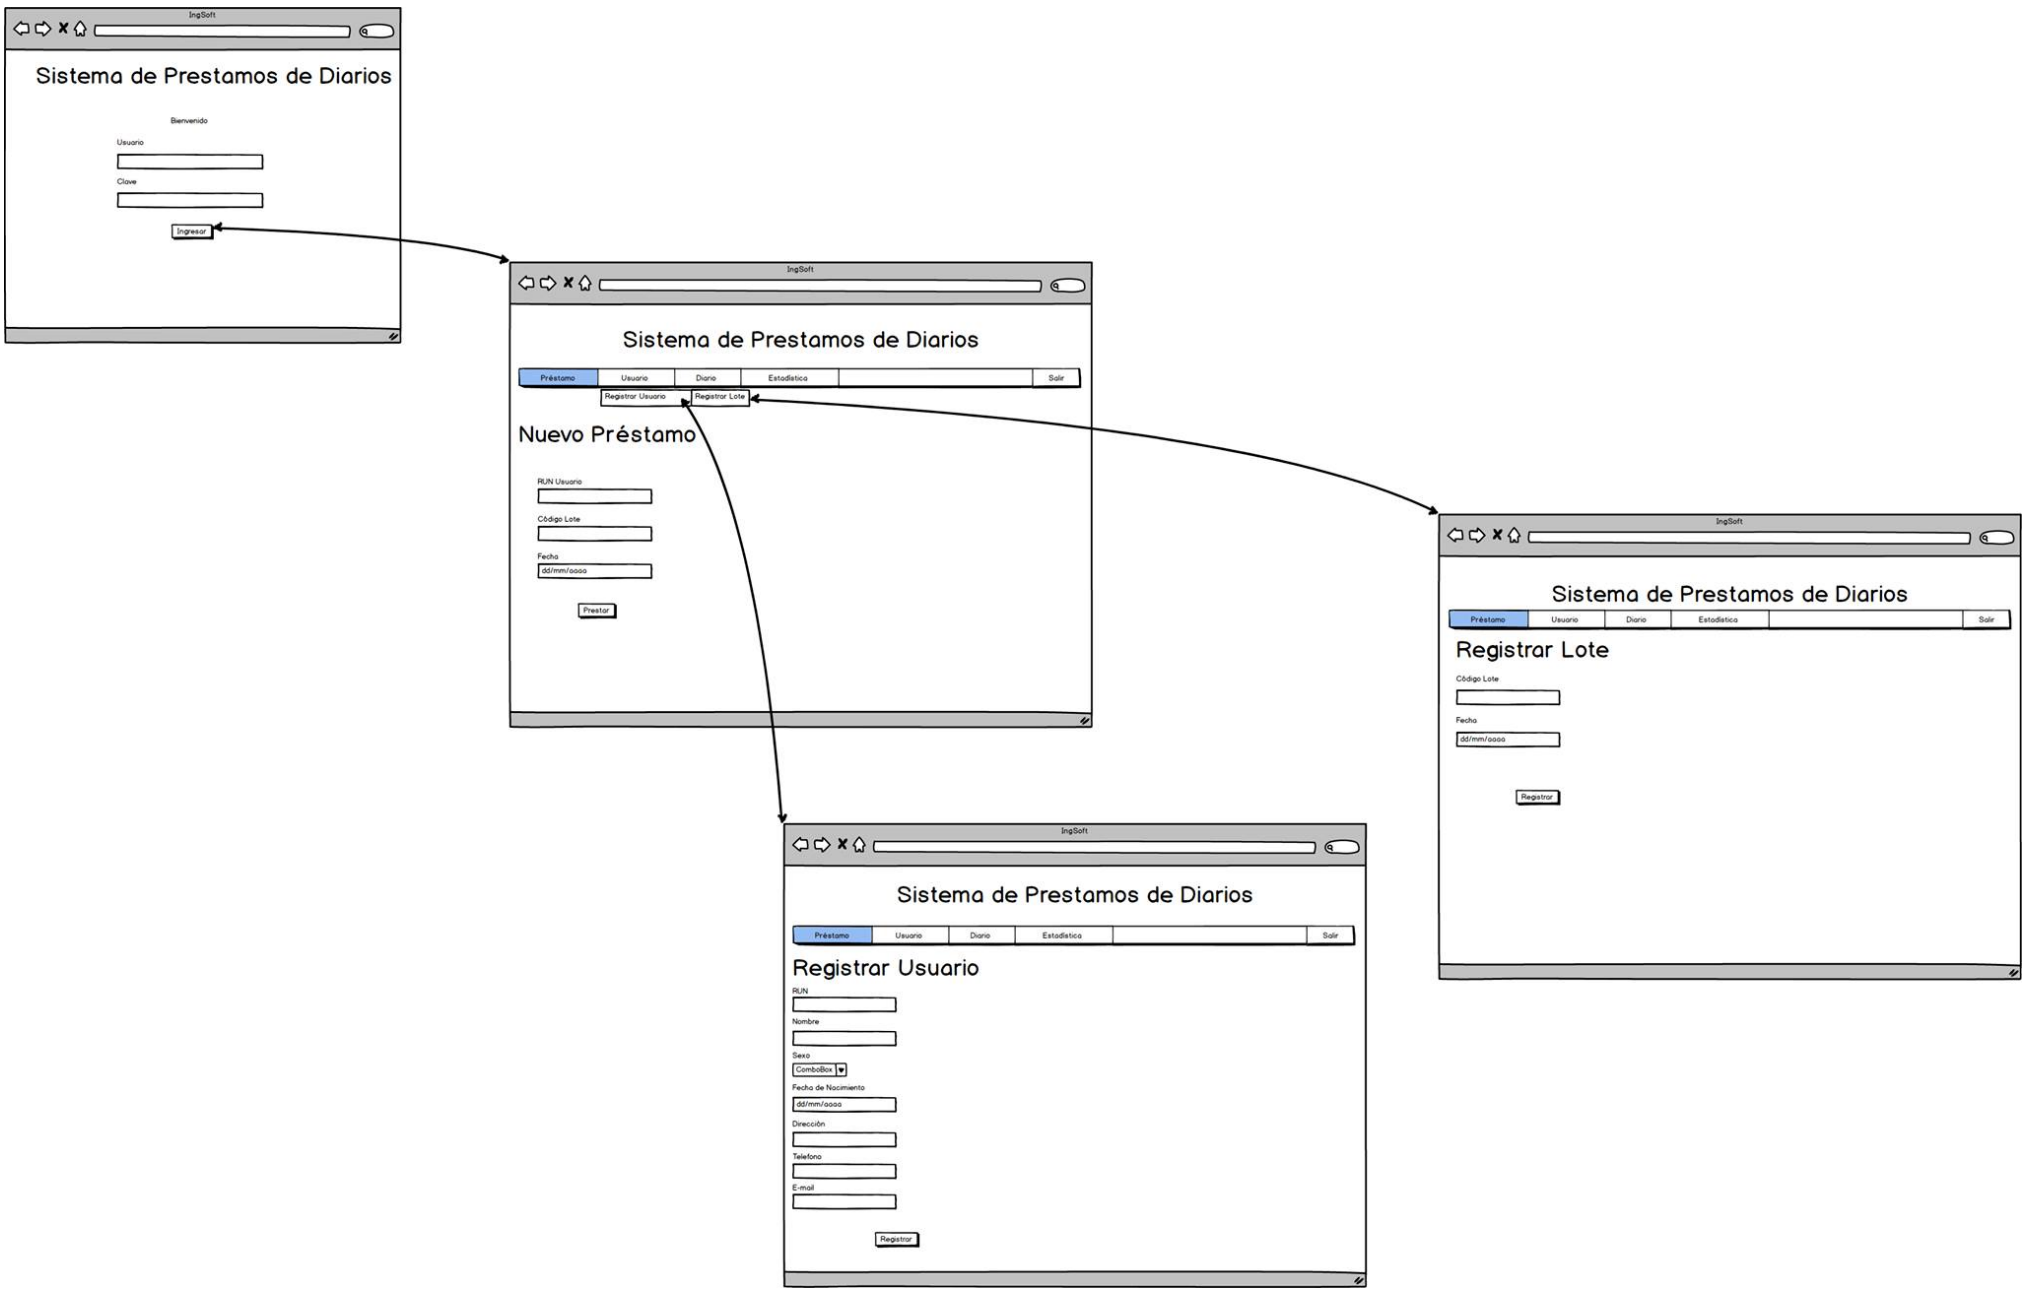 IngSoft
Sistema de Prestamos de Diarios
Bienvenido
Usuario
Clave
Ingresar
IngSoft
Sistema de Prestamos de Diarios
Préstamo Usuario Diario Estadística Salir
Registrar Usuario Registrar Lote
Nuevo Préstamo
RUN Usuario
Código Lote
Fecha
dd/mm/aaaa
Prestar
IngSoft
Sistema de Prestamos de Diarios
Préstamo Usuario Diario Estadística Salir
Registrar Lote
Código Lote
Fecha
dd/mm/aaaa
Registrar
IngSoft
Sistema de Prestamos de Diarios
Préstamo Usuario Diario Estadística Salir
Registrar Usuario
RUN
Nombre
Sexo
ComboBox
Fecha de Nacimiento
dd/mm/aaaa
Dirección
Telefono
E-mail
Registrar